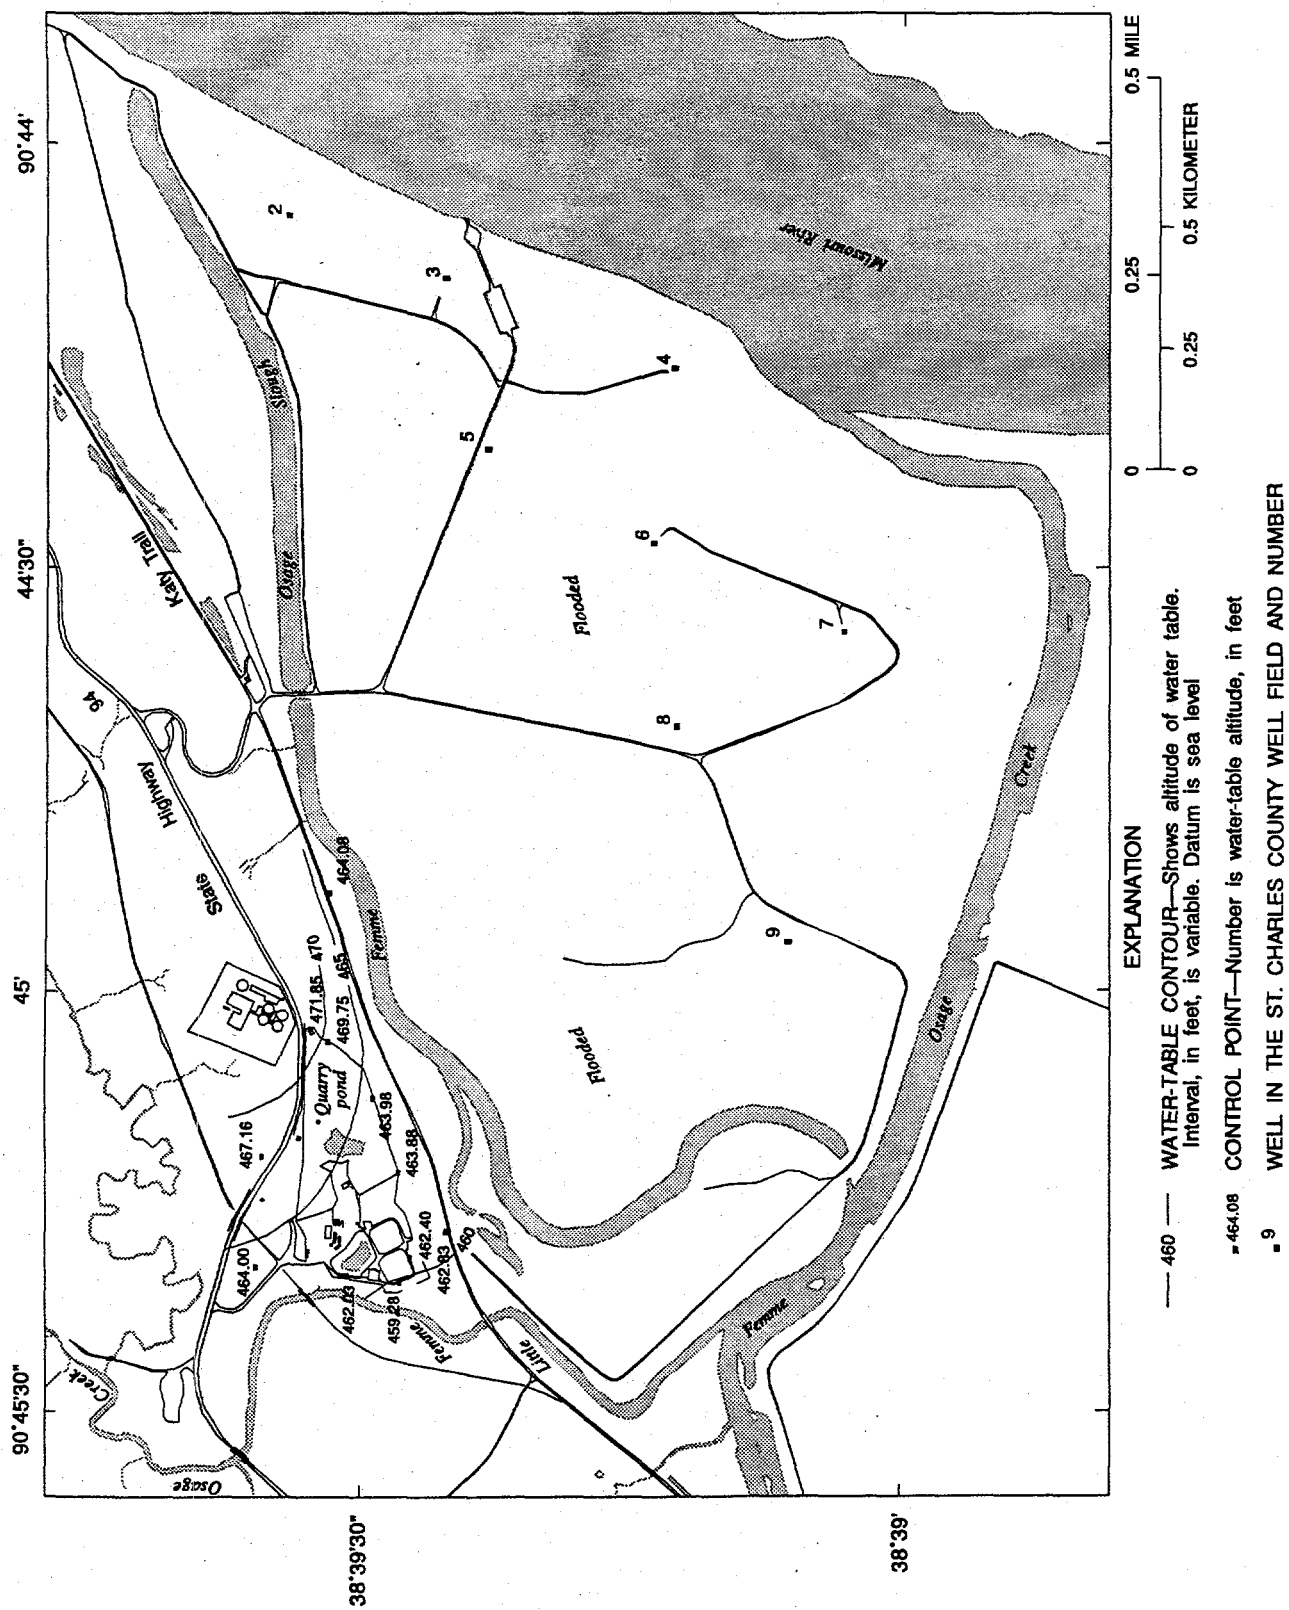 90°45'30"
45'
44'30"
90°44'
38°39'30"
38°39'
Osage
Creek
State
Highway
94
Katy Trail
Osage
Slough
Femme
Little
Femme
Femme
Osage
Creek
Missouri River
Flooded
Flooded
Quarry
pond
467.16
464.00
471.85
470
469.75
465
464.08
463.98
463.88
462.40
462.83
460
462.03
459.28
2
3
4
5
6
7
8
9
0 0.25 0.5 MILE
0 0.25 0.5 KILOMETER
EXPLANATION
— 460 — WATER-TABLE CONTOUR—Shows altitude of water table.
Interval, in feet, is variable. Datum is sea level
464.08 CONTROL POINT—Number is water-table altitude, in feet
9 WELL IN THE ST. CHARLES COUNTY WELL FIELD AND NUMBER